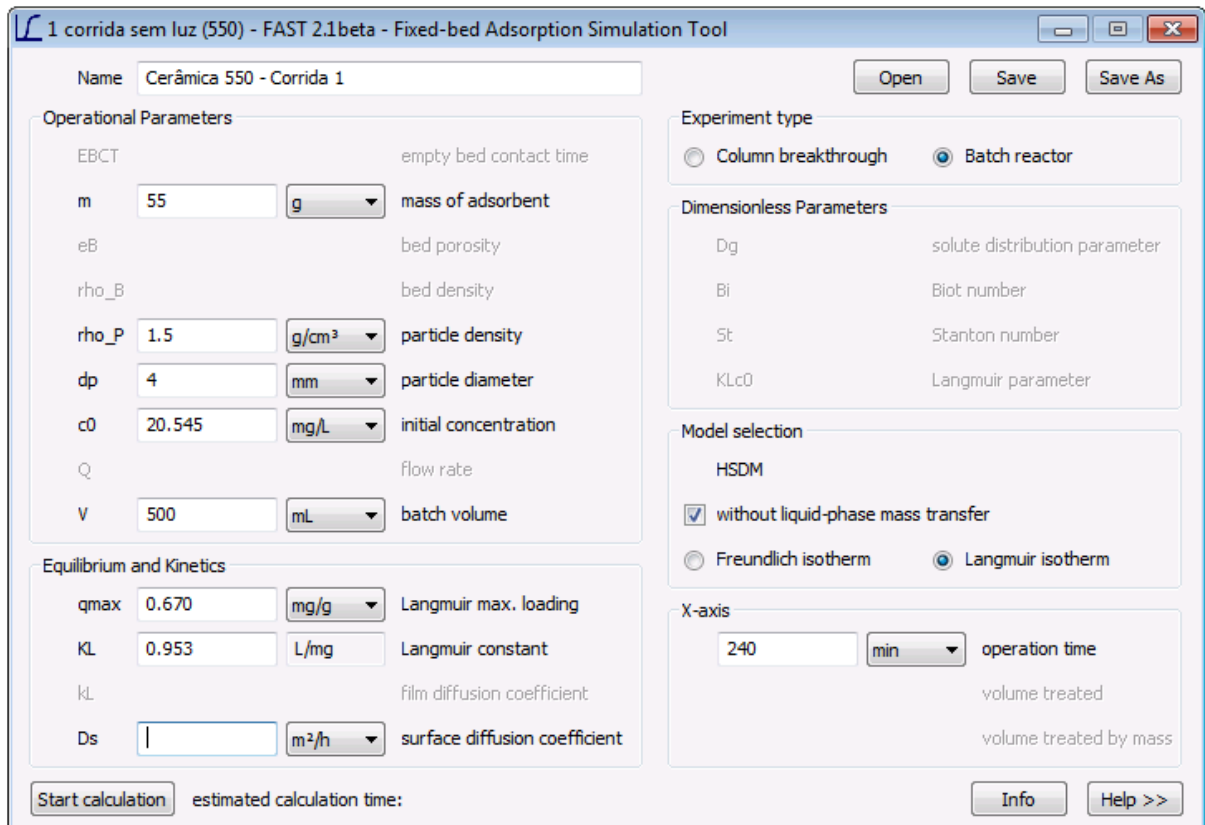 1 corrida sem luz (550) - FAST 2.1beta - Fixed-bed Adsorption Simulation Tool
Name Cerâmica 550 - Corrida 1 Open Save Save As
Operational Parameters
EBCT empty bed contact time
m 55 g mass of adsorbent
eB bed porosity
rho_B bed density
rho_P 1.5 g/cm³ particle density
dp 4 mm particle diameter
c0 20.545 mg/L initial concentration
Q flow rate
V 500 mL batch volume
Equilibrium and Kinetics
qmax 0.670 mg/g Langmuir max. loading
KL 0.953 L/mg Langmuir constant
kL film diffusion coefficient
Ds m²/h surface diffusion coefficient
Experiment type
Column breakthrough Batch reactor
Dimensionless Parameters
Dg solute distribution parameter
Bi Biot number
St Stanton number
KLc0 Langmuir parameter
Model selection
HSDM
without liquid-phase mass transfer
Freundlich isotherm Langmuir isotherm
X-axis
240 min operation time
volume treated
volume treated by mass
Start calculation estimated calculation time: Info Help >>